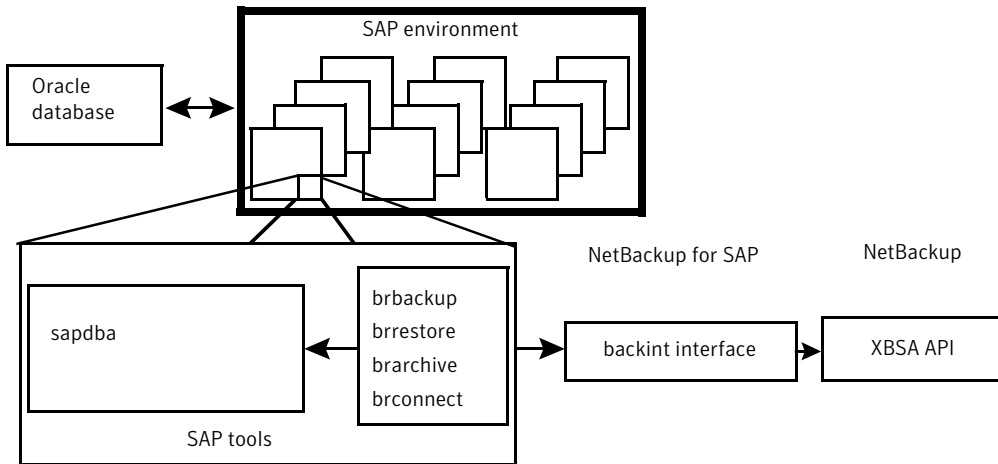 SAP environment
Oracle
database
NetBackup for SAP
NetBackup
sapdba
brbackup
brrestore
brarchive
brconnect
backint interface
XBSA API
SAP tools